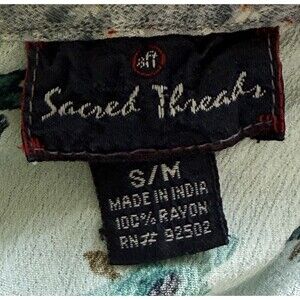 Sacred Threads
S/M
MADE IN INDIA
100% RAYON
RN# 92502